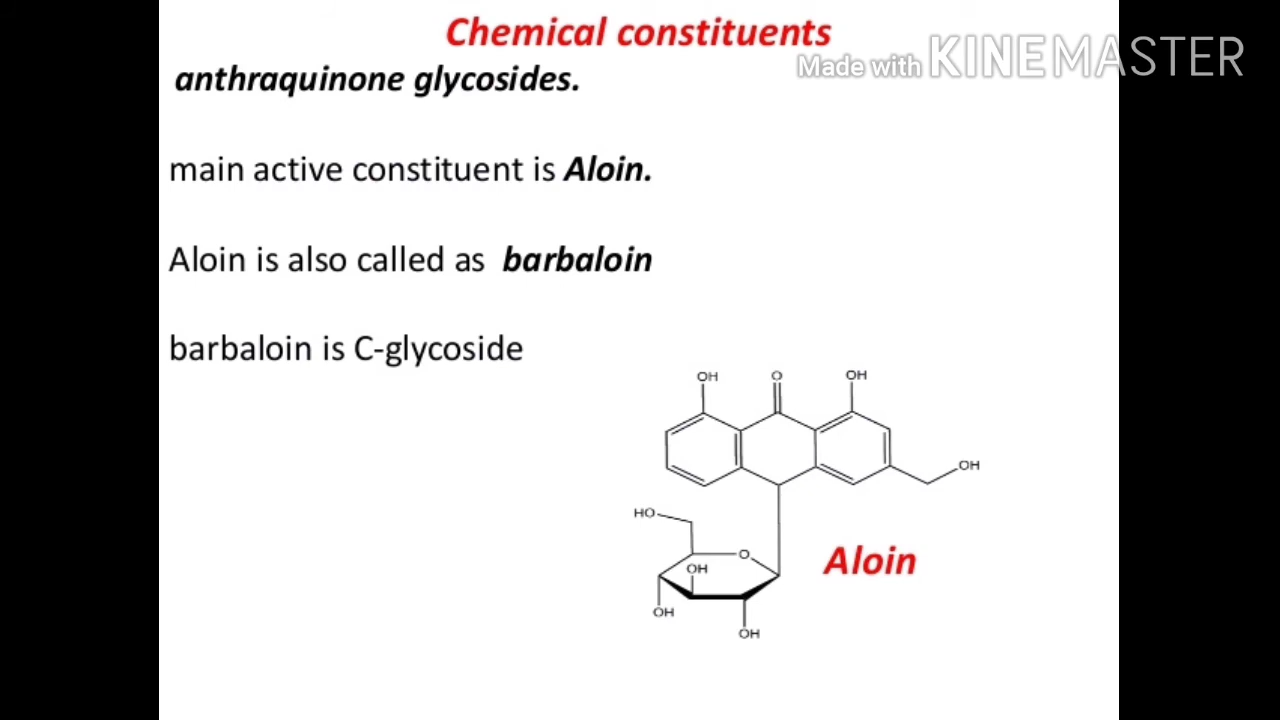 Chemical constituents
Made with KINEMASTER
anthraquinone glycosides.
main active constituent is Aloin.
Aloin is also called as barbaloin
barbaloin is C-glycoside
OH O OH
OH
HO
O
OH
Aloin
OH
OH